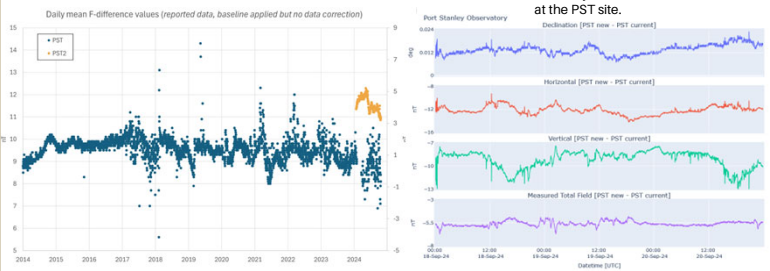 Daily mean F-difference values (reported data, baseline applied but no data correction)
15
14
13
12
11
10
9
8
7
6
5
nT
PST
PST2
9
7
5
3
1
-1
-3
-5
nT
2014 2015 2016 2017 2018 2019 2020 2021 2022 2023 2024
at the PST site.
Port Stanley Observatory
Declination [PST new - PST current]
0.024
0.012
0
deg
Horizontal [PST new - PST current]
-8
-12
-16
nT
Vertical [PST new - PST current]
-7
-13
nT
Measured Total Field [PST new - PST current]
-3
-5.5
-8
nT
00:00 12:00 00:00 12:00 00:00 12:00
18-Sep-24 18-Sep-24 19-Sep-24 19-Sep-24 20-Sep-24 20-Sep-24
Datetime [UTC]